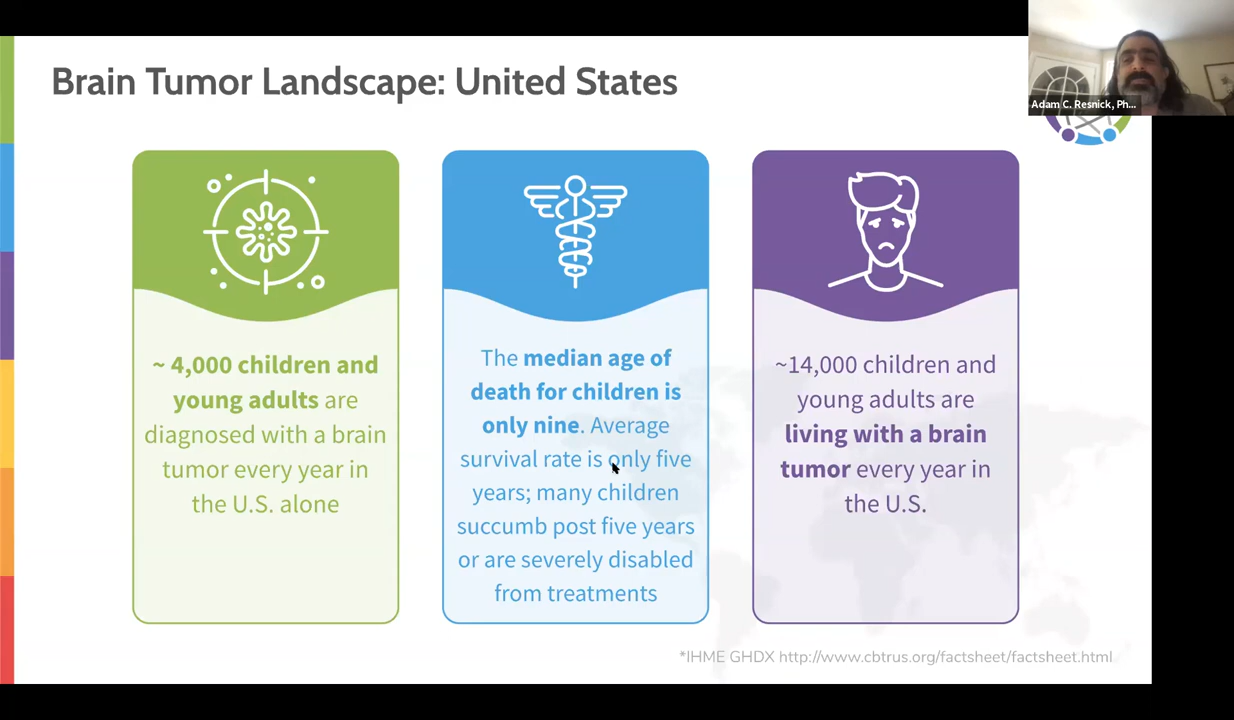 Brain Tumor Landscape: United States
Adam C. Resnick, Ph...
~ 4,000 children and
young adults are
diagnosed with a brain
tumor every year in
the U.S. alone
The median age of
death for children is
only nine. Average
survival rate is only five
years; many children
succumb post five years
or are severely disabled
from treatments
~14,000 children and
young adults are
living with a brain
tumor every year in
the U.S.
*IHME GHDX http://www.cbtrus.org/factsheet/factsheet.html